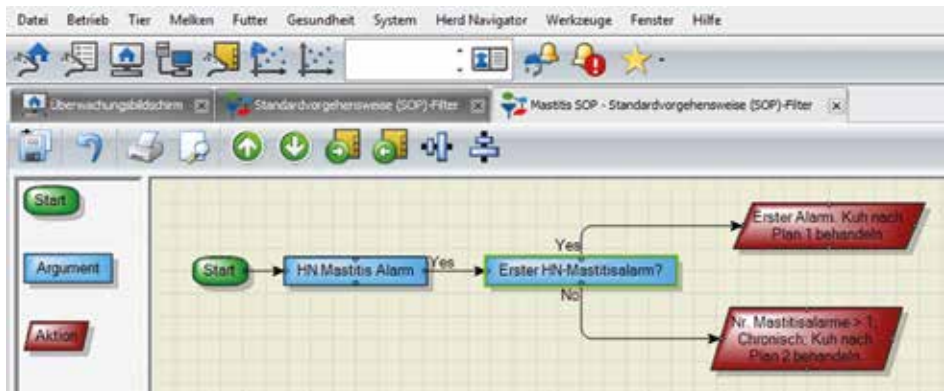 Datei Betrieb Tier Melken Futter Gesundheit System Herd Navigator Werkzeuge Fenster Hilfe
Überwachungsbildschirm
Standardvorgehensweise (SOP)-Filter
Mastitis SOP - Standardvorgehensweise (SOP)-Filter
Start
Argument
Aktion
Start
HN Mastitis Alarm
Yes
Erster HN-Mastitisalarm?
Yes
No
Erster Alarm. Kuh nach
Plan 1 behandeln
Nr. Mastitisalarme > 1;
Chronisch; Kuh nach
Plan 2 behandeln